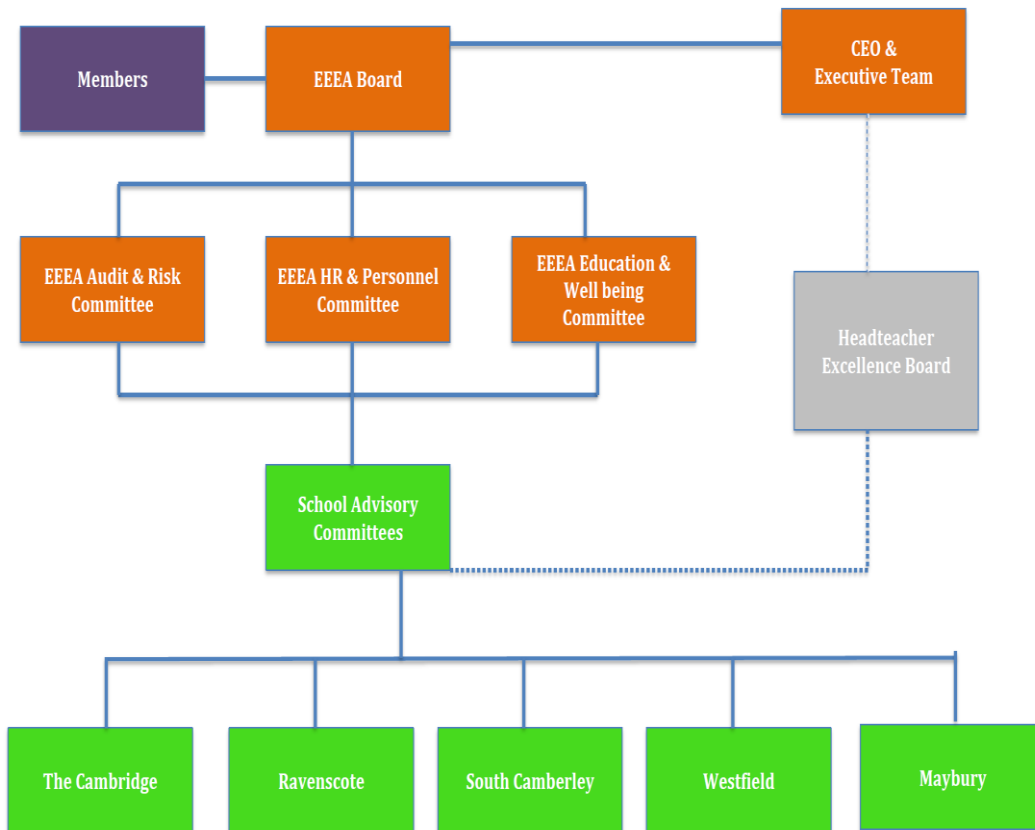 Members
EEEA Board
CEO &
Executive Team
EEEA Audit & Risk
Committee
EEEA HR & Personnel
Committee
EEEA Education &
Well being
Committee
Headteacher
Excellence Board
School Advisory
Committees
The Cambridge
Ravenscote
South Camberley
Westfield
Maybury